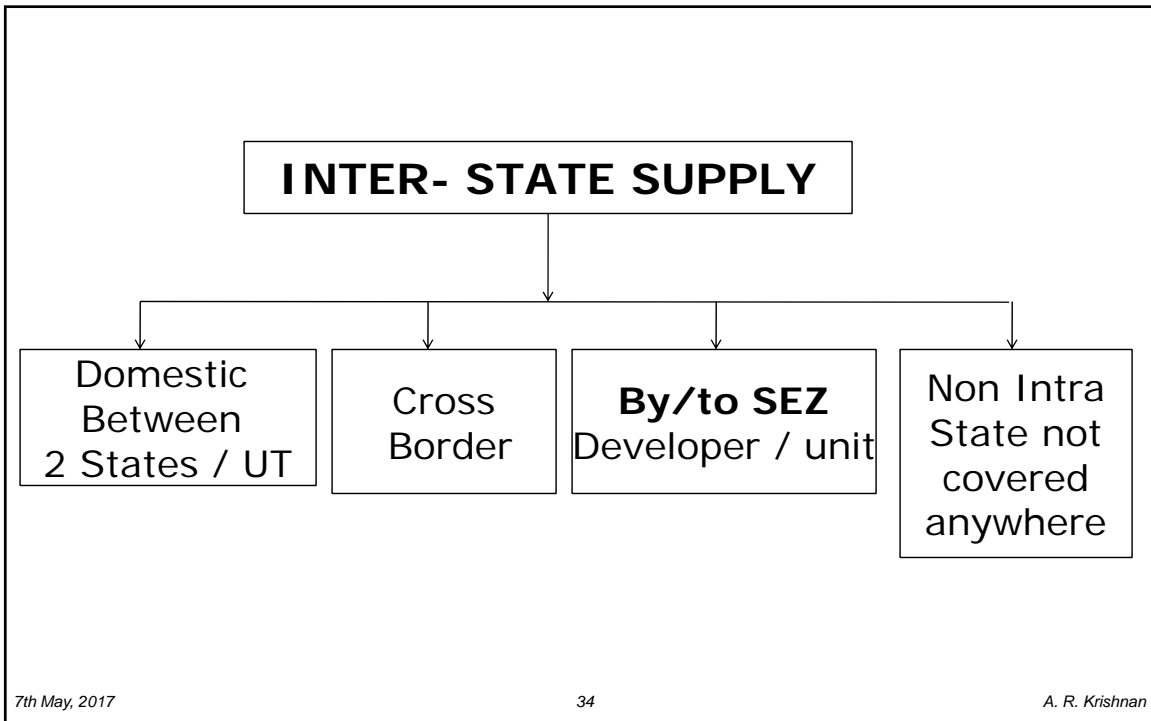 INTER- STATE SUPPLY
Domestic
Between
2 States / UT
Cross
Border
By/to SEZ
Developer / unit
Non Intra
State not
covered
anywhere
7th May, 2017
34
A. R. Krishnan